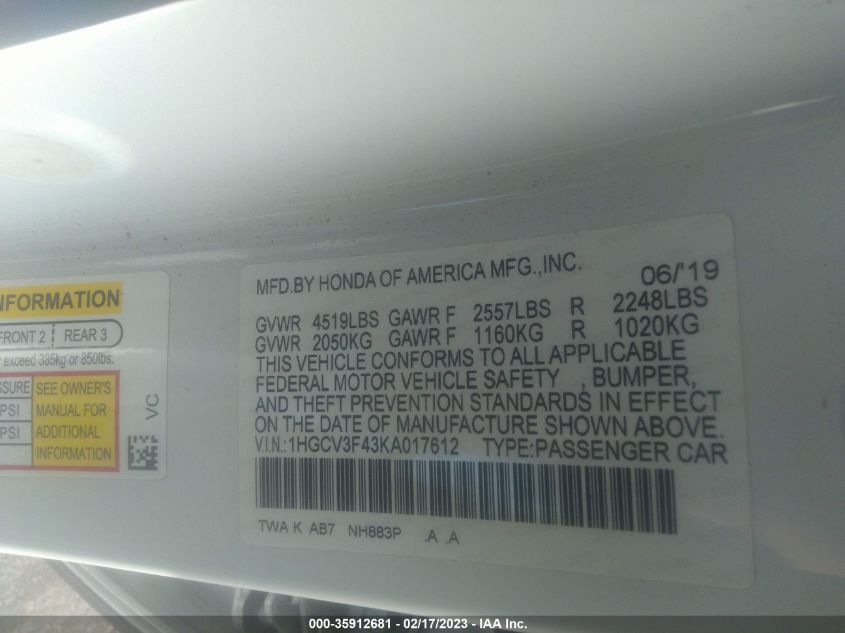 NFORMATION
FRONT 2 | REAR 3
exceed 385kg or 850lbs.
SEE OWNER'S
PSI MANUAL FOR
PSI ADDITIONAL
INFORMATION
VC
MFD.BY HONDA OF AMERICA MFG.,INC. 06/'19
GVWR 4519LBS GAWR F 2557LBS R 2248LBS
GVWR 2050KG GAWR F 1160KG R 1020KG
THIS VEHICLE CONFORMS TO ALL APPLICABLE
FEDERAL MOTOR VEHICLE SAFETY , BUMPER,
AND THEFT PREVENTION STANDARDS IN EFFECT
ON THE DATE OF MANUFACTURE SHOWN ABOVE.
V.I.N.: 1HGCV3F43KA017612 TYPE:PASSENGER CAR
TWA K AB7 NH883P .A .A
000-35912681 - 02/17/2023 - IAA Inc.